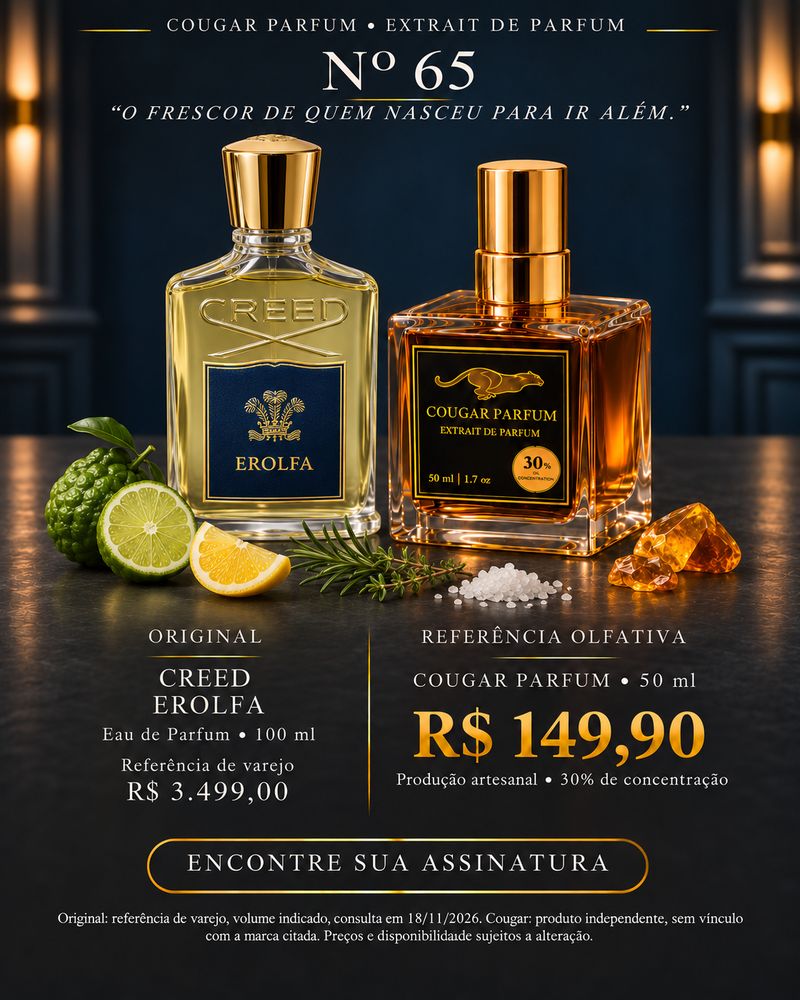 COUGAR PARFUM • EXTRAIT DE PARFUM
Nº 65
“O FRESCOR DE QUEM NASCEU PARA IR ALÉM.”
CREED
EROLFA
COUGAR PARFUM
EXTRAIT DE PARFUM
30%
OIL
CONCENTRATION
50 ml | 1.7 oz
ORIGINAL
CREED
EROLFA
Eau de Parfum • 100 ml
Referência de varejo
R$ 3.499,00
REFERÊNCIA OLFATIVA
COUGAR PARFUM • 50 ml
R$ 149,90
Produção artesanal • 30% de concentração
ENCONTRE SUA ASSINATURA
Original: referência de varejo, volume indicado, consulta em 18/11/2026. Cougar: produto independente, sem vínculo
com a marca citada. Preços e disponibilidade sujeitos a alteração.